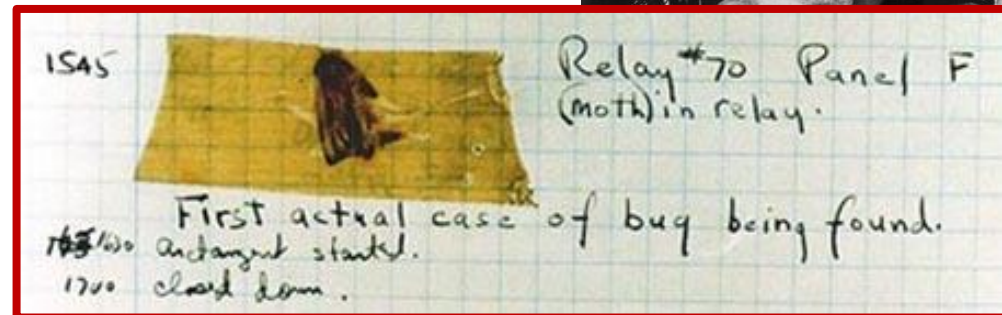 1545
Relay #70 Panel F
(moth) in relay.
First actual case of bug being found.
1630 arctangent started.
1700 closed down.